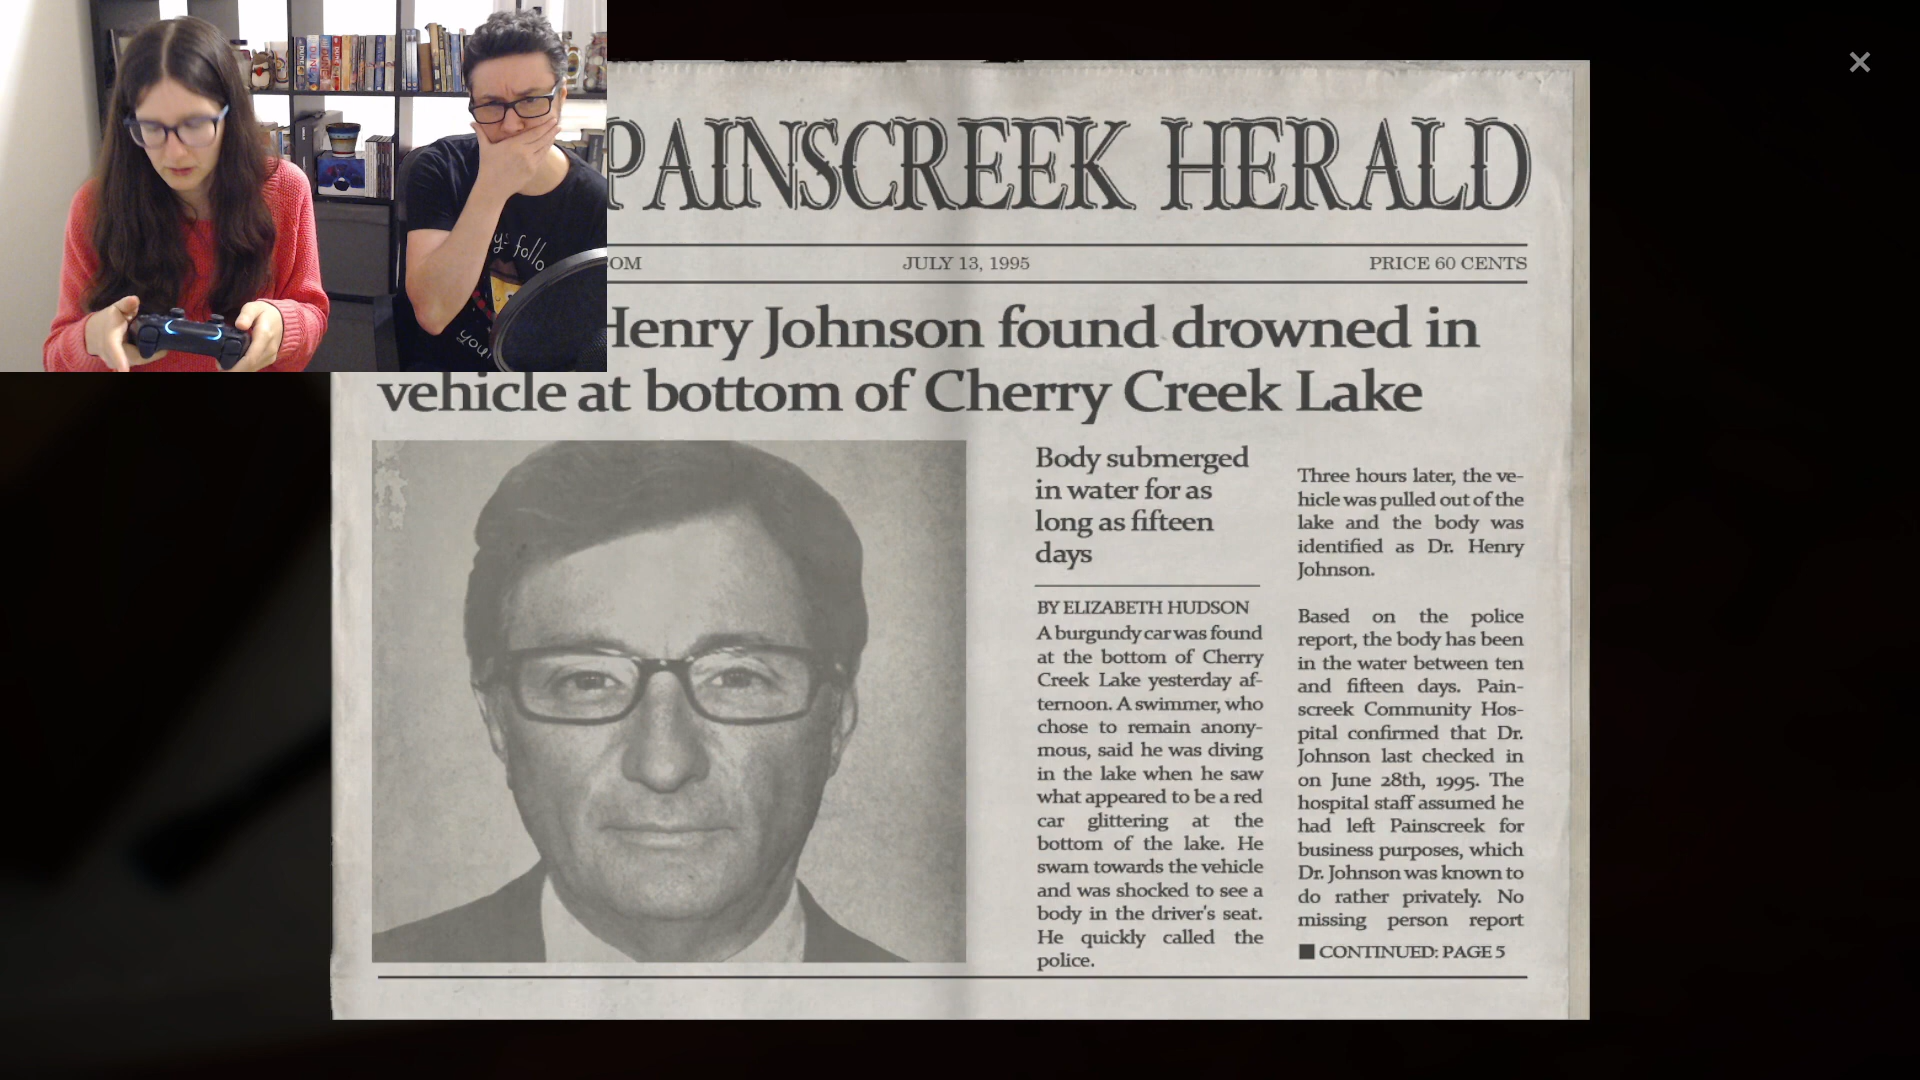 PAINSCREEK HERALD
OM JULY 13, 1995 PRICE 60 CENTS
Henry Johnson found drowned in
vehicle at bottom of Cherry Creek Lake
Body submerged
in water for as
long as fifteen
days
BY ELIZABETH HUDSON
A burgundy car was found
at the bottom of Cherry
Creek Lake yesterday af-
ternoon. A swimmer, who
chose to remain anony-
mous, said he was diving
in the lake when he saw
what appeared to be a red
car glittering at the
bottom of the lake. He
swam towards the vehicle
and was shocked to see a
body in the driver's seat.
He quickly called the
police.
Three hours later, the ve-
hicle was pulled out of the
lake and the body was
identified as Dr. Henry
Johnson.
Based on the police
report, the body has been
in the water between ten
and fifteen days. Pain-
screek Community Hos-
pital confirmed that Dr.
Johnson last checked in
on June 28th, 1995. The
hospital staff assumed he
had left Painscreek for
business purposes, which
Dr. Johnson was known to
do rather privately. No
missing person report
CONTINUED: PAGE 5
follo
your